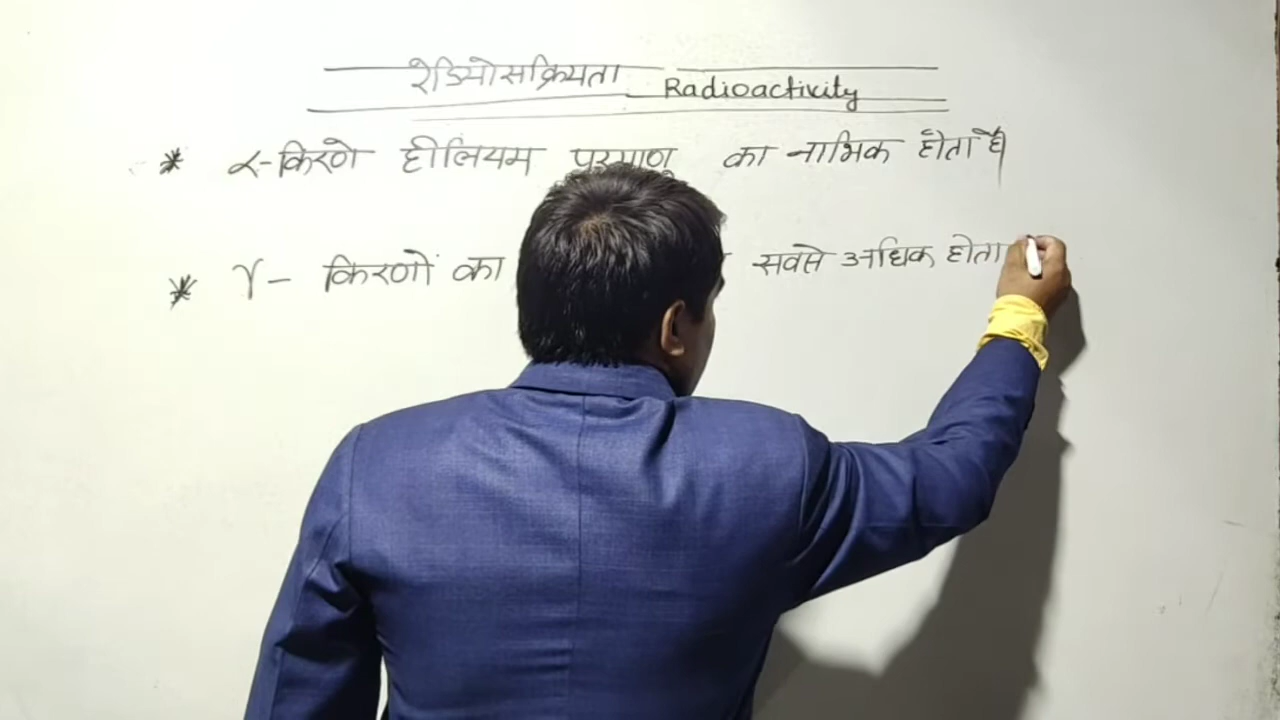 रेडियोसक्रियता Radioactivity
* α-किरणे हीलियम परमाणु का नाभिक होता है।
* γ- किरणों का सबसे अधिक होता